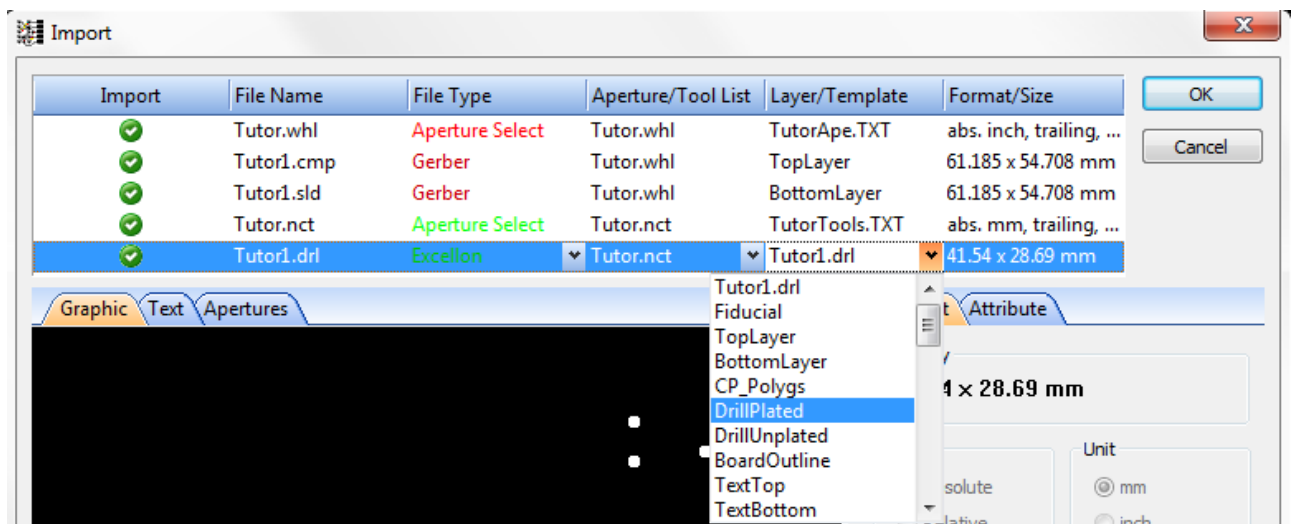 Import
Import File Name File Type Aperture/Tool List Layer/Template Format/Size OK
Tutor.whl Aperture Select Tutor.whl TutorApe.TXT abs. inch, trailing, ...
Cancel
Tutor1.cmp Gerber Tutor.whl TopLayer 61.185 x 54.708 mm
Tutor1.sld Gerber Tutor.whl BottomLayer 61.185 x 54.708 mm
Tutor.nct Aperture Select Tutor.nct TutorTools.TXT abs. mm, trailing, ...
Tutor1.drl Excellon Tutor.nct Tutor1.drl 41.54 x 28.69 mm
Graphic Text Apertures
Tutor1.drl
Fiducial
TopLayer
BottomLayer
CP_Polygs
DrillPlated
DrillUnplated
BoardOutline
TextTop
TextBottom
t Attribute
y
4 x 28.69 mm
Unit
solute mm
lative inch